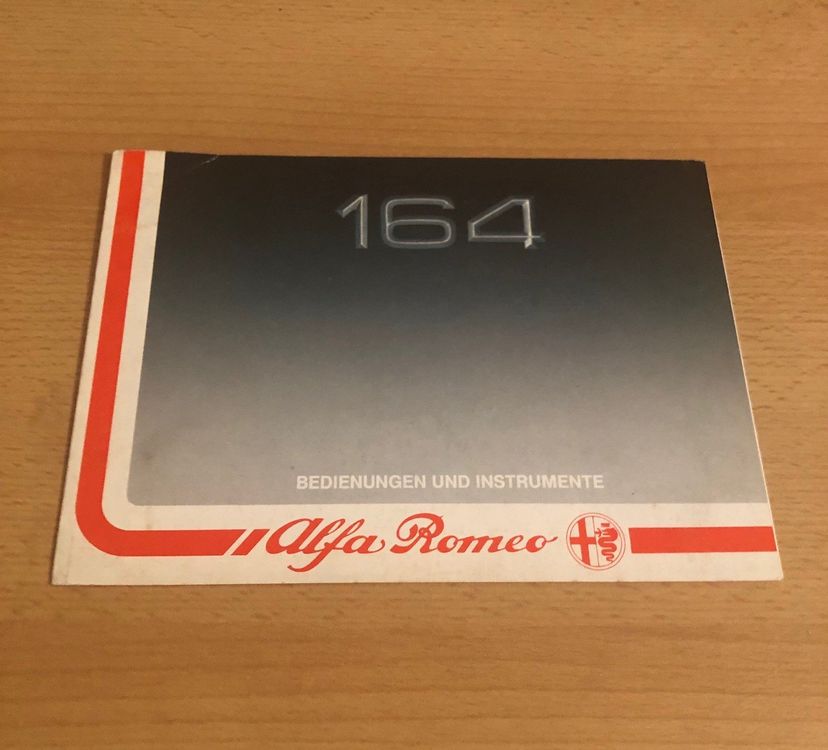 164
BEDIENUNGEN UND INSTRUMENTE
Alfa Romeo